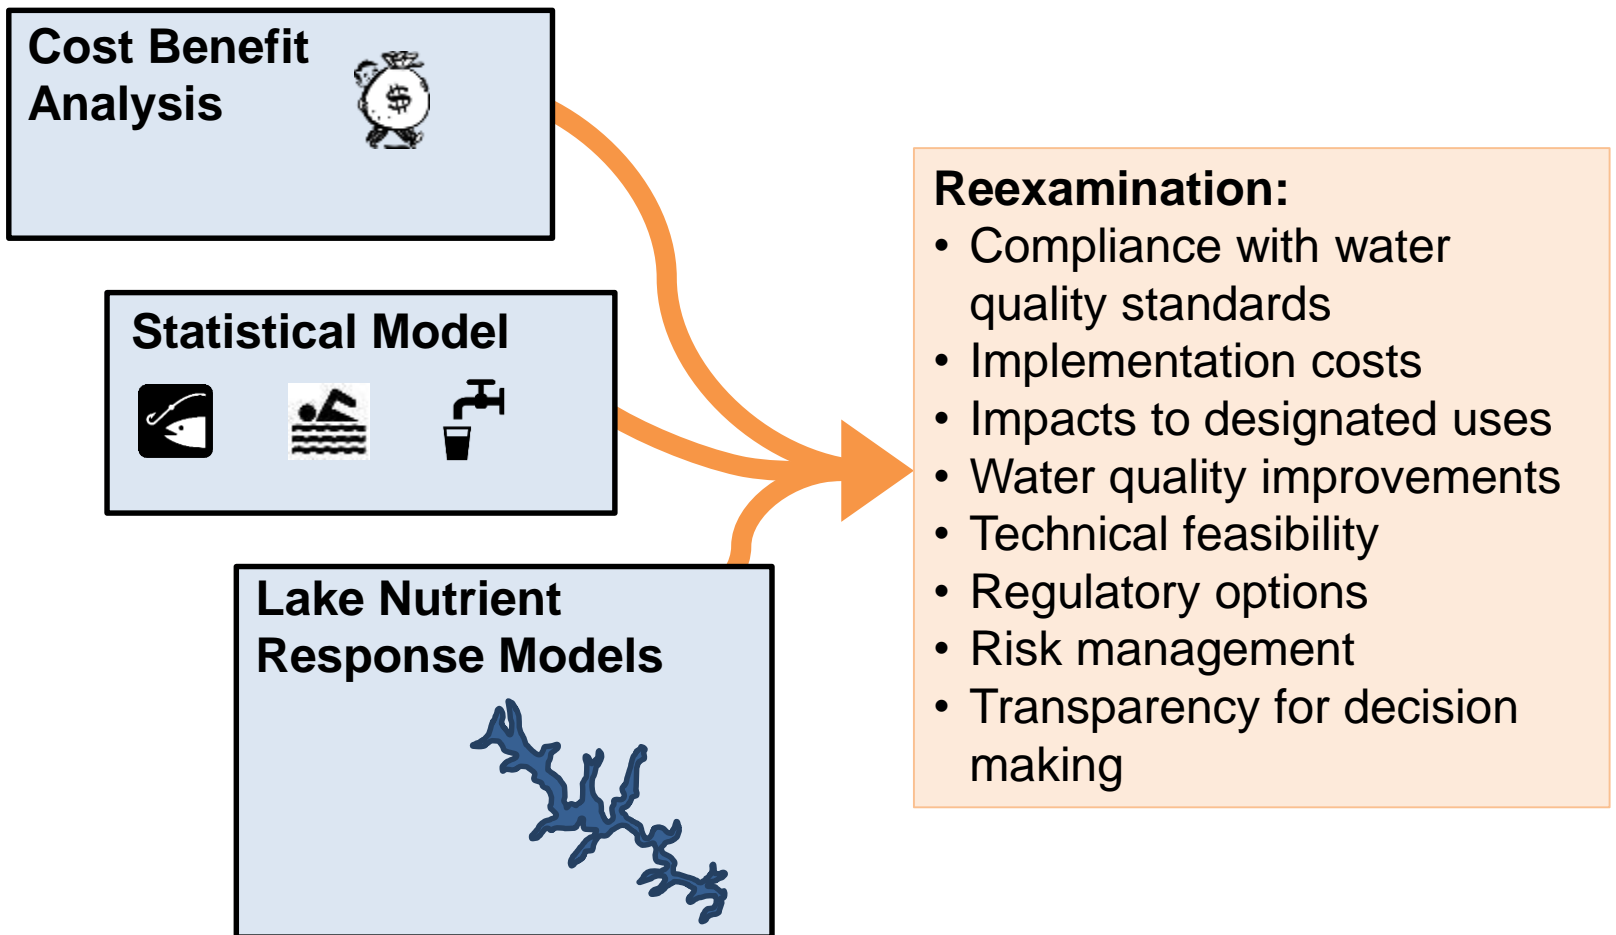 Cost Benefit
Analysis
$
Statistical Model
Lake Nutrient
Response Models
Reexamination:
• Compliance with water
quality standards
• Implementation costs
• Impacts to designated uses
• Water quality improvements
• Technical feasibility
• Regulatory options
• Risk management
• Transparency for decision
making